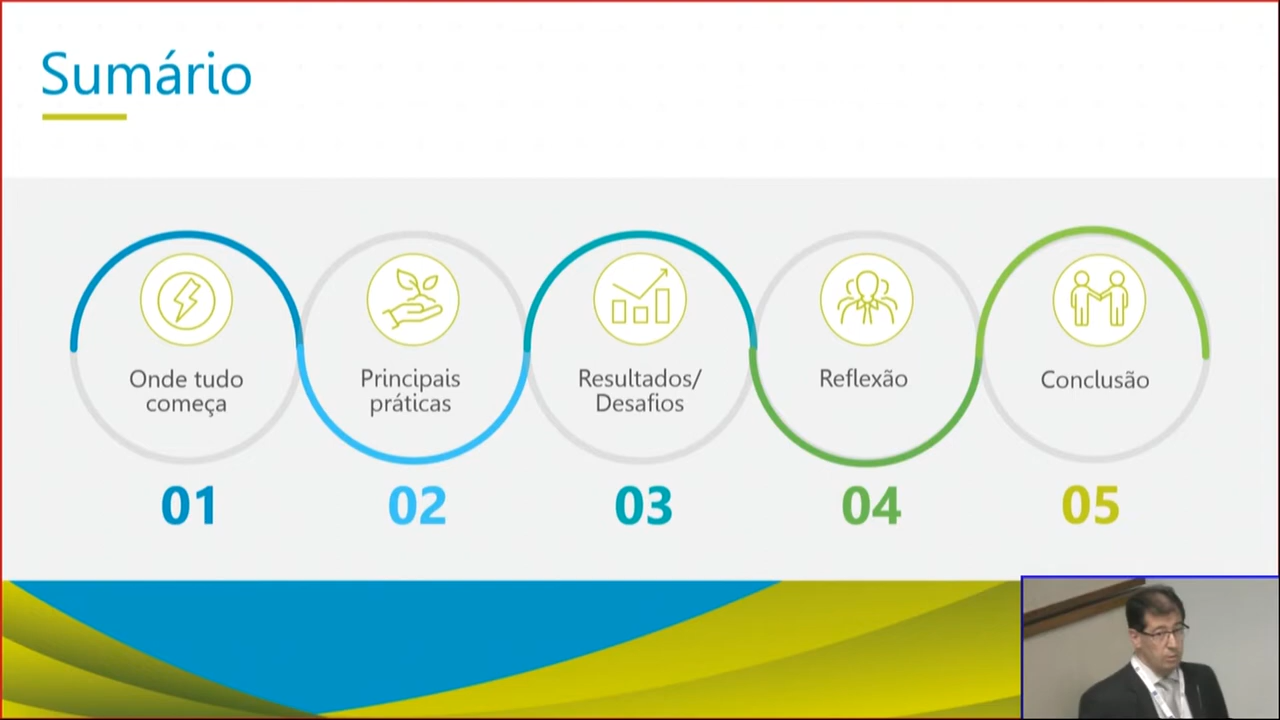 Sumário
Onde tudo
começa
Principais
práticas
Resultados/
Desafios
Reflexão
Conclusão
01
02
03
04
05